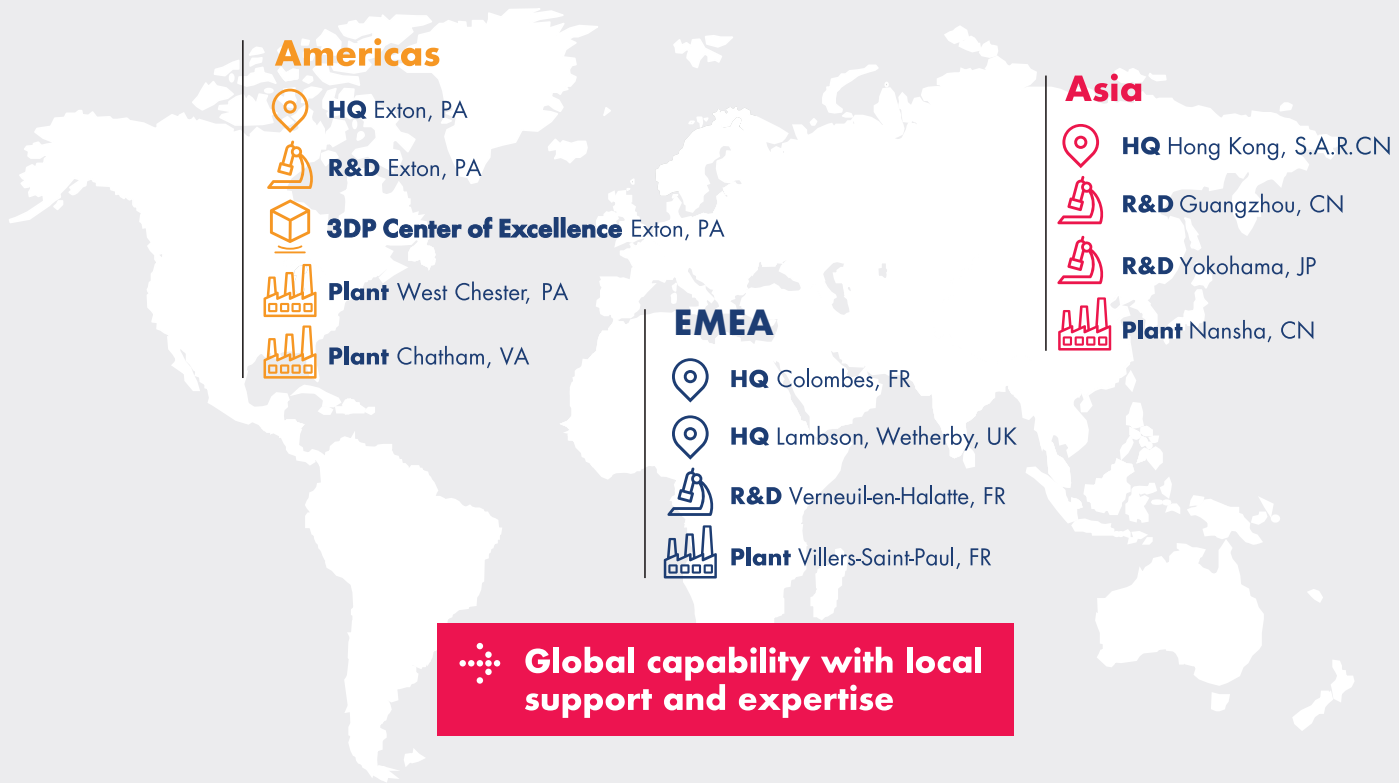 Americas
HQ Exton, PA
R&D Exton, PA
3DP Center of Excellence Exton, PA
Plant West Chester, PA
Plant Chatham, VA
EMEA
HQ Colombes, FR
HQ Lambson, Wetherby, UK
R&D Verneuil-en-Halatte, FR
Plant Villers-Saint-Paul, FR
Asia
HQ Hong Kong, S.A.R.CN
R&D Guangzhou, CN
R&D Yokohama, JP
Plant Nansha, CN
Global capability with local
support and expertise